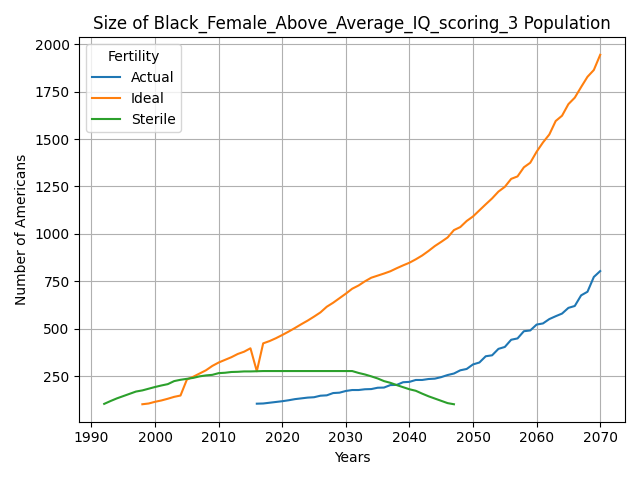 Size of Black_Female_Above_Average_IQ_scoring_3 Population
Fertility
Actual
Ideal
Sterile
Number of Americans
2000
1750
1500
1250
1000
750
500
250
1990 2000 2010 2020 2030 2040 2050 2060 2070
Years